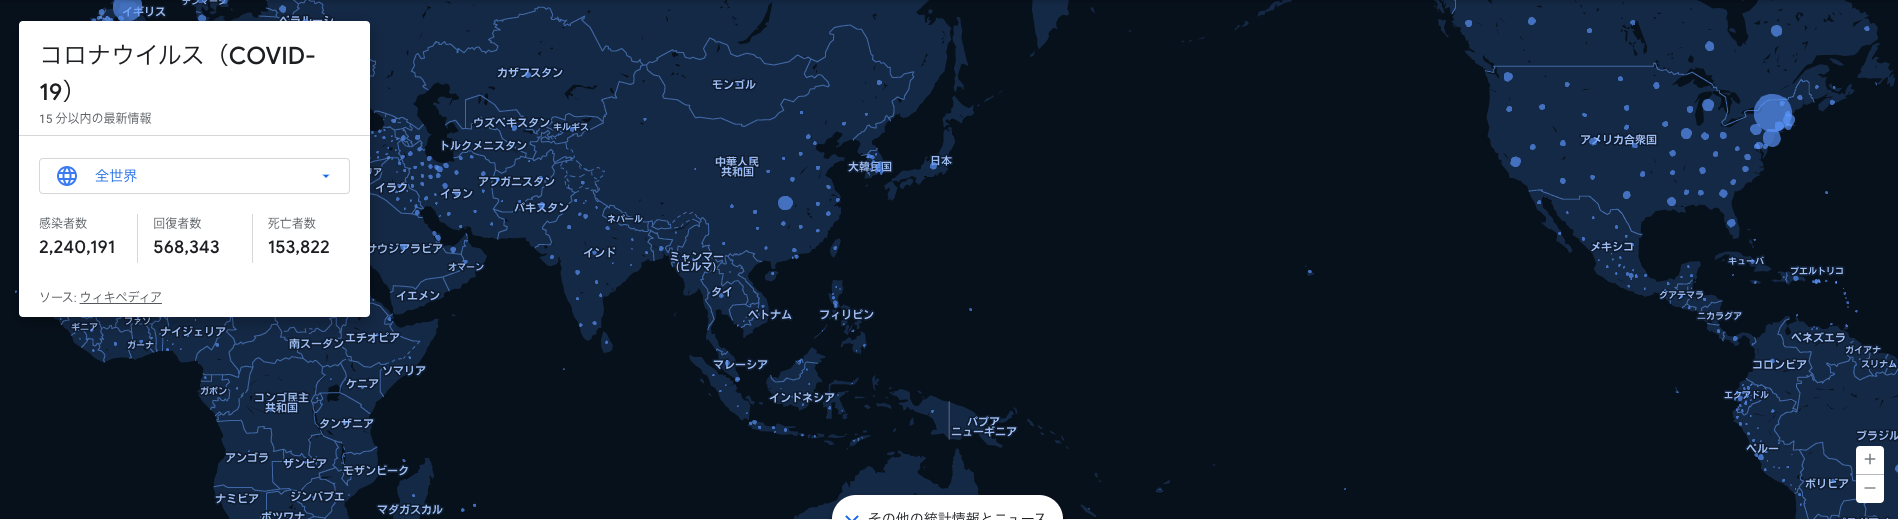 コロナウイルス（COVID-
19）
15 分以内の最新情報
全世界
感染者数
2,240,191
回復者数
568,343
死亡者数
153,822
ソース: ウィキペディア
イギリス
ベラルーシ
カザフスタン
モンゴル
ウズベキスタン
キルギス
トルクメニスタン
中華人民
共和国
大韓民国
日本
アフガニスタン
イラク
イラン
パキスタン
ネパール
サウジアラビア
オマーン
インド
ミャンマー
(ビルマ)
イエメン
タイ
ベトナム
フィリピン
ギニア
ガーナ
ナイジェリア
南スーダン
エチオピア
ソマリア
マレーシア
ガボン
ケニア
コンゴ民主
共和国
インドネシア
タンザニア
パプア
ニューギニア
アンゴラ
ザンビア
モザンビーク
ナミビア
ジンバブエ
ボツワナ
マダガスカル
アメリカ合衆国
メキシコ
キューバ
プエルトリコ
グアテマラ
ニカラグア
ベネズエラ
ガイアナ
コロンビア
スリナム
エクアドル
ブラジル
ペルー
ボリビア
+
−
その他の統計情報とニュース